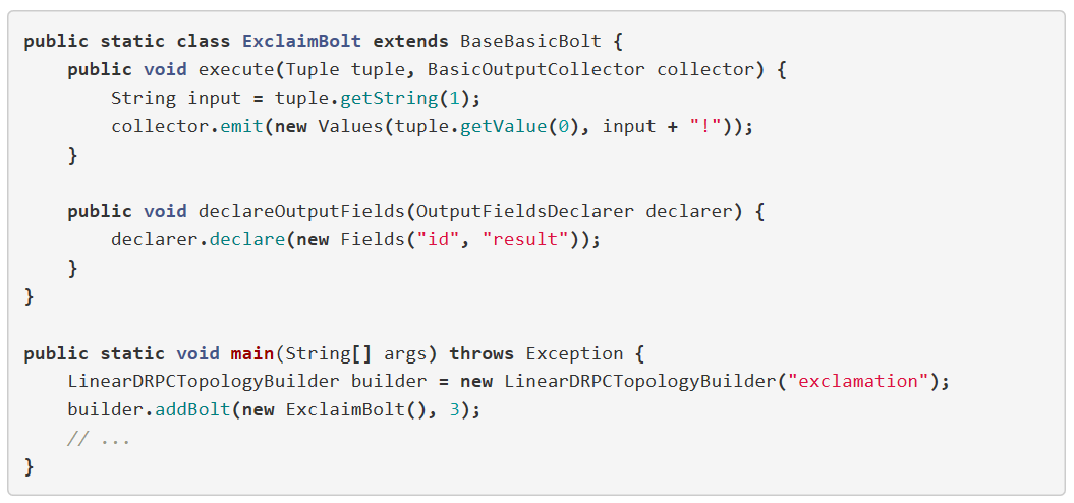 public static class ExclaimBolt extends BaseBasicBolt {
    public void execute(Tuple tuple, BasicOutputCollector collector) {
        String input = tuple.getString(1);
        collector.emit(new Values(tuple.getValue(0), input + "!"));
    }

    public void declareOutputFields(OutputFieldsDeclarer declarer) {
        declarer.declare(new Fields("id", "result"));
    }
}

public static void main(String[] args) throws Exception {
    LinearDRPCTopologyBuilder builder = new LinearDRPCTopologyBuilder("exclamation");
    builder.addBolt(new ExclaimBolt(), 3);
    // ...
}